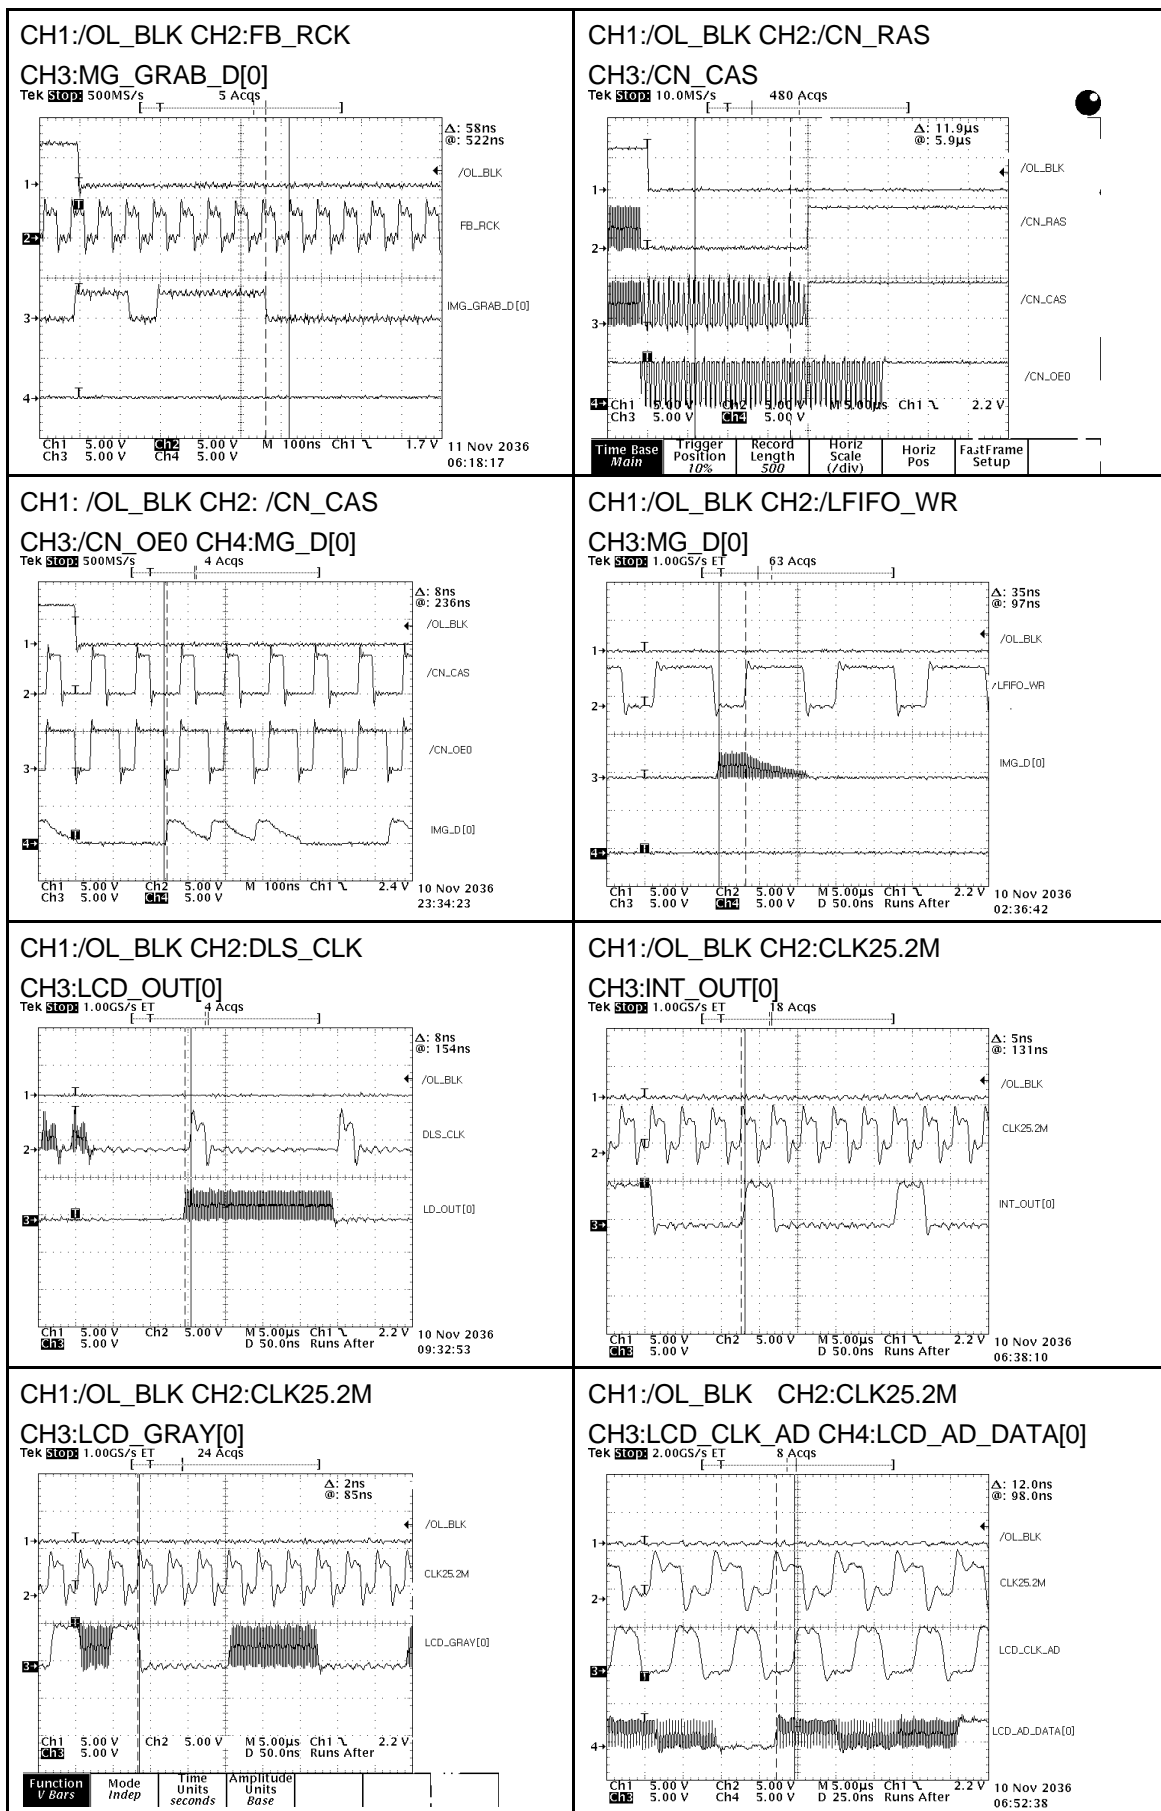 CH1:/OL_BLK CH2:FB_RCK
CH3:MG_GRAB_D[0]
Tek Stop: 500MS/s 5 Acqs
Δ: 58ns
@: 522ns
/OL_BLK
FB_RCK
IMG_GRAB_D[0]
Ch1 5.00 V Ch2 5.00 V M 100ns Ch1 1.7 V
Ch3 5.00 V Ch4 5.00 V
11 Nov 2036
06:18:17
CH1:/OL_BLK CH2:/CN_RAS
CH3:/CN_CAS
Tek Stop: 10.0MS/s 480 Acqs
Δ: 11.9µs
@: 5.9µs
/OL_BLK
/CN_RAS
/CN_CAS
/CN_OE0
Ch1 5.00 V Ch2 5.00 V M 5.00µs Ch1 2.2 V
Ch3 5.00 V Ch4 5.00 V
Time Base Main
Trigger Position 10%
Record Length 500
Horiz Scale (/div)
Horiz Pos
FastFrame Setup
CH1: /OL_BLK CH2: /CN_CAS
CH3:/CN_OE0 CH4:MG_D[0]
Tek Stop: 500MS/s 4 Acqs
Δ: 8ns
@: 236ns
/OL_BLK
/CN_CAS
/CN_OE0
IMG_D[0]
Ch1 5.00 V Ch2 5.00 V M 100ns Ch1 2.4 V
Ch3 5.00 V Ch4 5.00 V
10 Nov 2036
23:34:23
CH1:/OL_BLK CH2:/LFIFO_WR
CH3:MG_D[0]
Tek Stop: 1.00GS/s ET 63 Acqs
Δ: 35ns
@: 97ns
/OL_BLK
/LFIFO_WR
IMG_D[0]
Ch1 5.00 V Ch2 5.00 V M 5.00µs Ch1 2.2 V
Ch3 5.00 V Ch4 5.00 V D 50.0ns Runs After
10 Nov 2036
02:36:42
CH1:/OL_BLK CH2:DLS_CLK
CH3:LCD_OUT[0]
Tek Stop: 1.00GS/s ET 4 Acqs
Δ: 8ns
@: 154ns
/OL_BLK
DLS_CLK
LD_OUT[0]
Ch1 5.00 V Ch2 5.00 V M 5.00µs Ch1 2.2 V
Ch3 5.00 V D 50.0ns Runs After
10 Nov 2036
09:32:53
CH1:/OL_BLK CH2:CLK25.2M
CH3:INT_OUT[0]
Tek Stop: 1.00GS/s ET 18 Acqs
Δ: 5ns
@: 131ns
/OL_BLK
CLK25.2M
INT_OUT[0]
Ch1 5.00 V Ch2 5.00 V M 5.00µs Ch1 2.2 V
Ch3 5.00 V D 50.0ns Runs After
10 Nov 2036
06:38:10
CH1:/OL_BLK CH2:CLK25.2M
CH3:LCD_GRAY[0]
Tek Stop: 1.00GS/s ET 24 Acqs
Δ: 2ns
@: 85ns
/OL_BLK
CLK25.2M
LCD_GRAY[0]
Ch1 5.00 V Ch2 5.00 V M 5.00µs Ch1 2.2 V
Ch3 5.00 V D 50.0ns Runs After
Function V Bars
Mode Indep
Time Units seconds
Amplitude Units Base
CH1:/OL_BLK CH2:CLK25.2M
CH3:LCD_CLK_AD CH4:LCD_AD_DATA[0]
Tek Stop: 2.00GS/s ET 8 Acqs
Δ: 12.0ns
@: 98.0ns
/OL_BLK
CLK25.2M
LCD_CLK_AD
LCD_AD_DATA[0]
Ch1 5.00 V Ch2 5.00 V M 5.00µs Ch1 2.2 V
Ch3 5.00 V Ch4 5.00 V D 25.0ns Runs After
10 Nov 2036
06:52:38